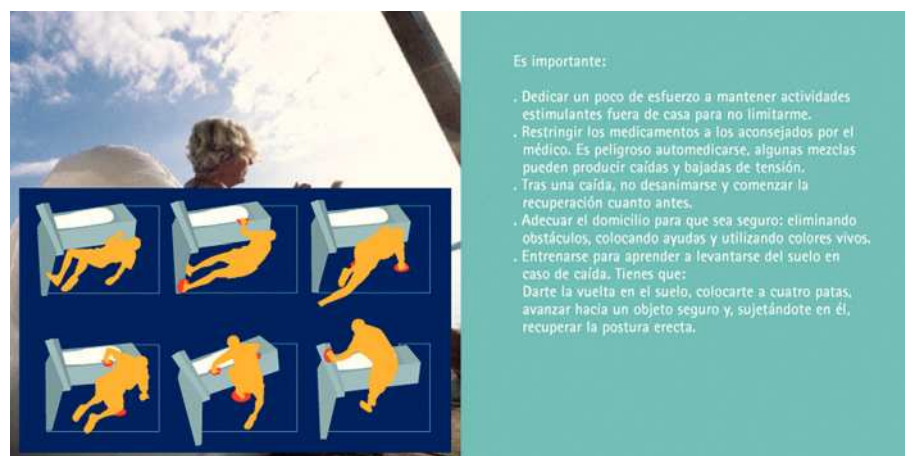 Es importante:
. Dedicar un poco de esfuerzo a mantener actividades
estimulantes fuera de casa para no limitarme.
. Restringir los medicamentos a los aconsejados por el
médico. Es peligroso automedicarse, algunas mezclas
pueden producir caídas y bajadas de tensión.
. Tras una caída, no desanimarse y comenzar la
recuperación cuanto antes.
. Adecuar el domicilio para que sea seguro: eliminando
obstáculos, colocando ayudas y utilizando colores vivos.
. Entrenarse para aprender a levantarse del suelo en
caso de caída. Tienes que:
Darte la vuelta en el suelo, colocarte a cuatro patas,
avanzar hacia un objeto seguro y, sujetándote en él,
recuperar la postura erecta.